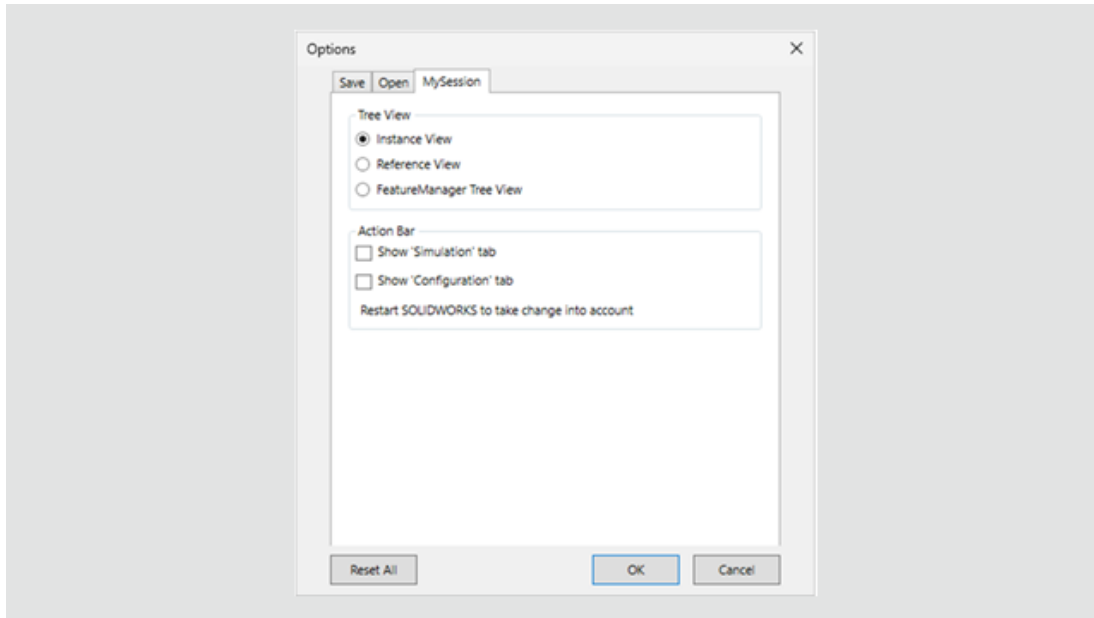 Options
Save Open MySession
Tree View
Instance View
Reference View
FeatureManager Tree View
Action Bar
Show 'Simulation' tab
Show 'Configuration' tab
Restart SOLIDWORKS to take change into account
Reset All OK Cancel